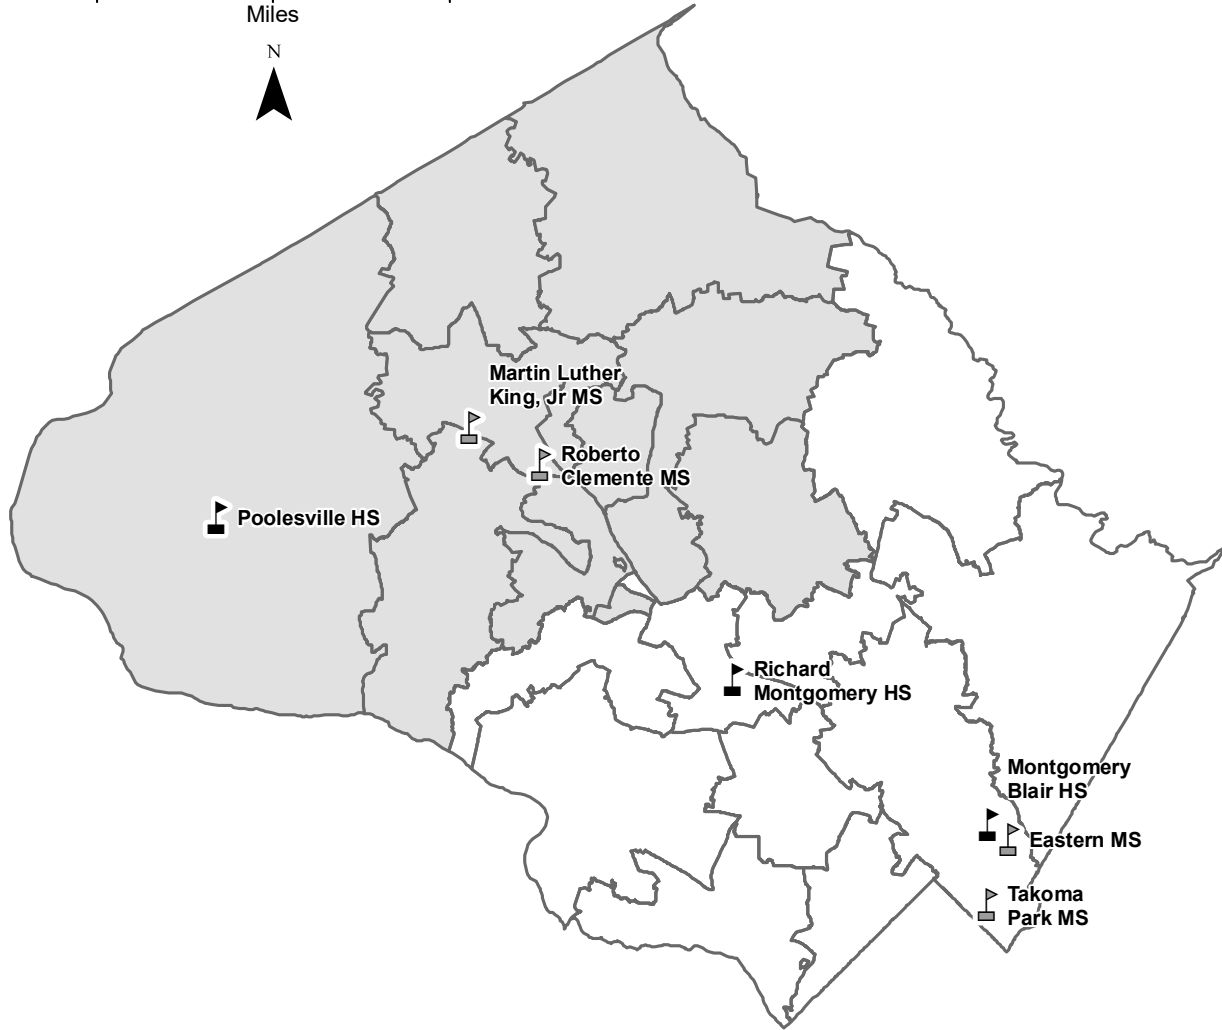 Miles
N
Martin Luther
King, Jr MS
Roberto
Clemente MS
Poolesville HS
Richard
Montgomery HS
Montgomery
Blair HS
Eastern MS
Takoma
Park MS